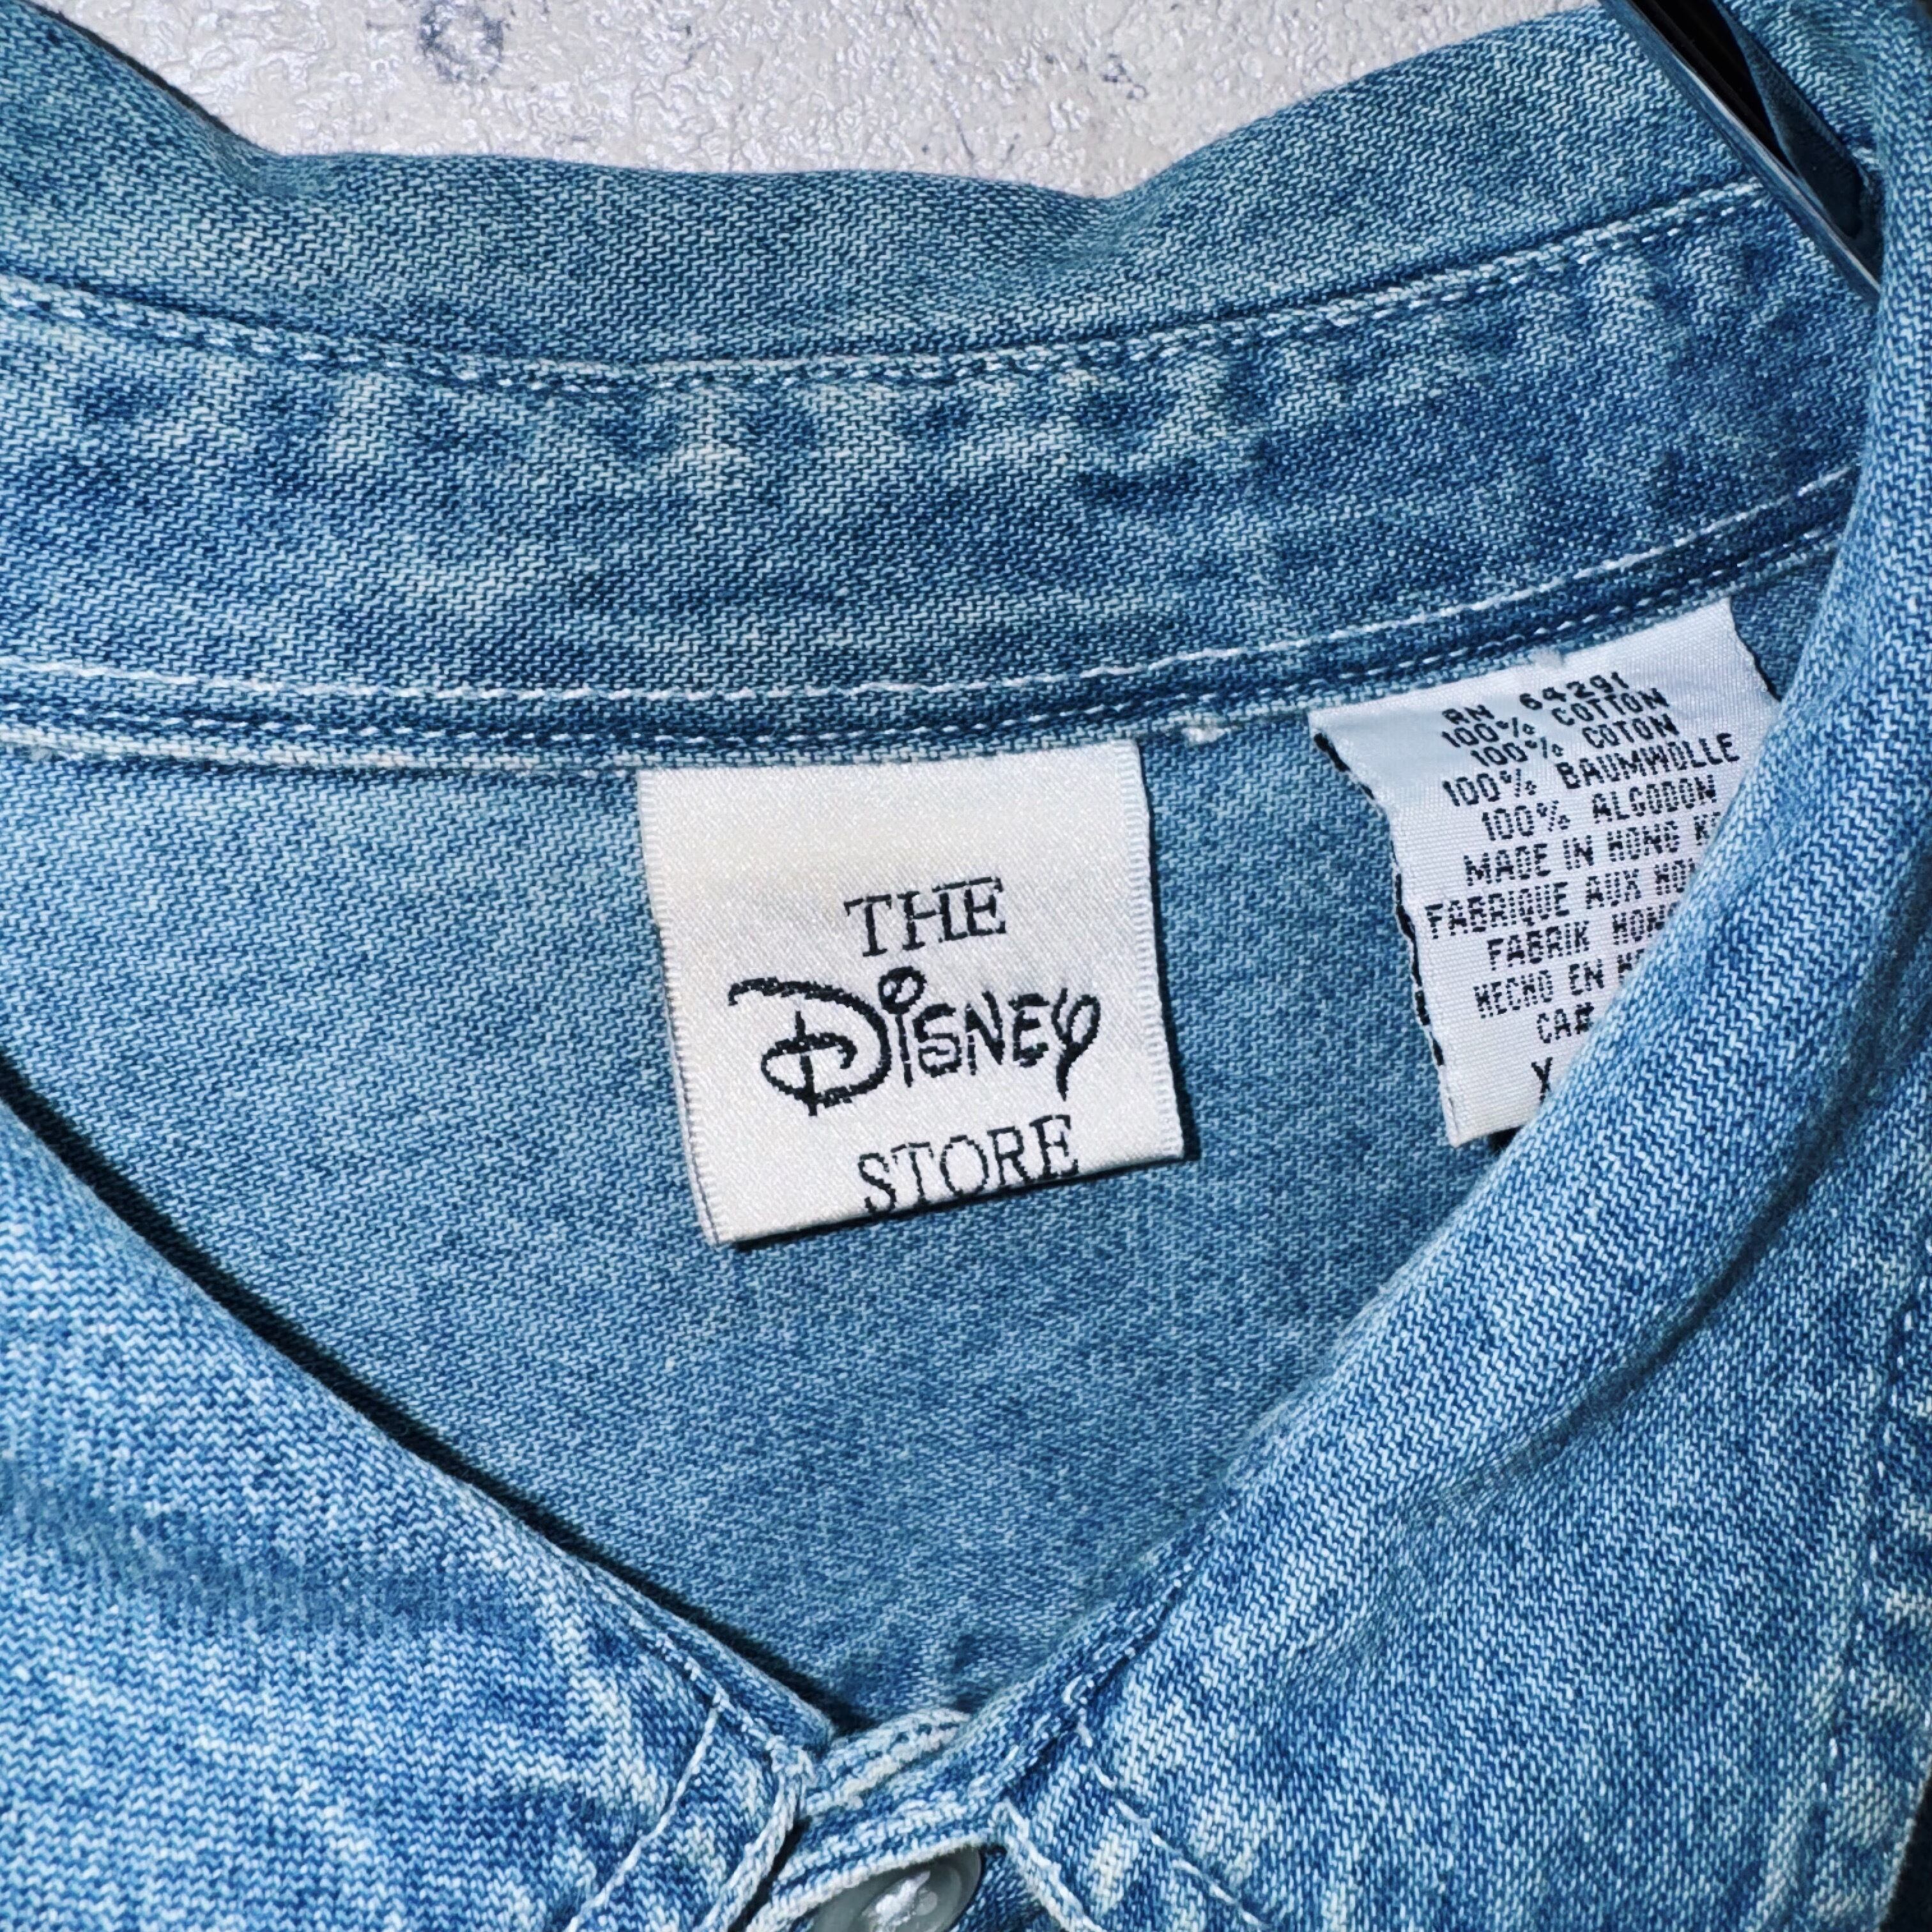 THE
Disney
STORE
RN 64291
100% COTTON
100% COTON
100% BAUMWOLLE
100% ALGODON
MADE IN HONG
FABRIQUE AUX
FABRIK
HECHO EN
CA#